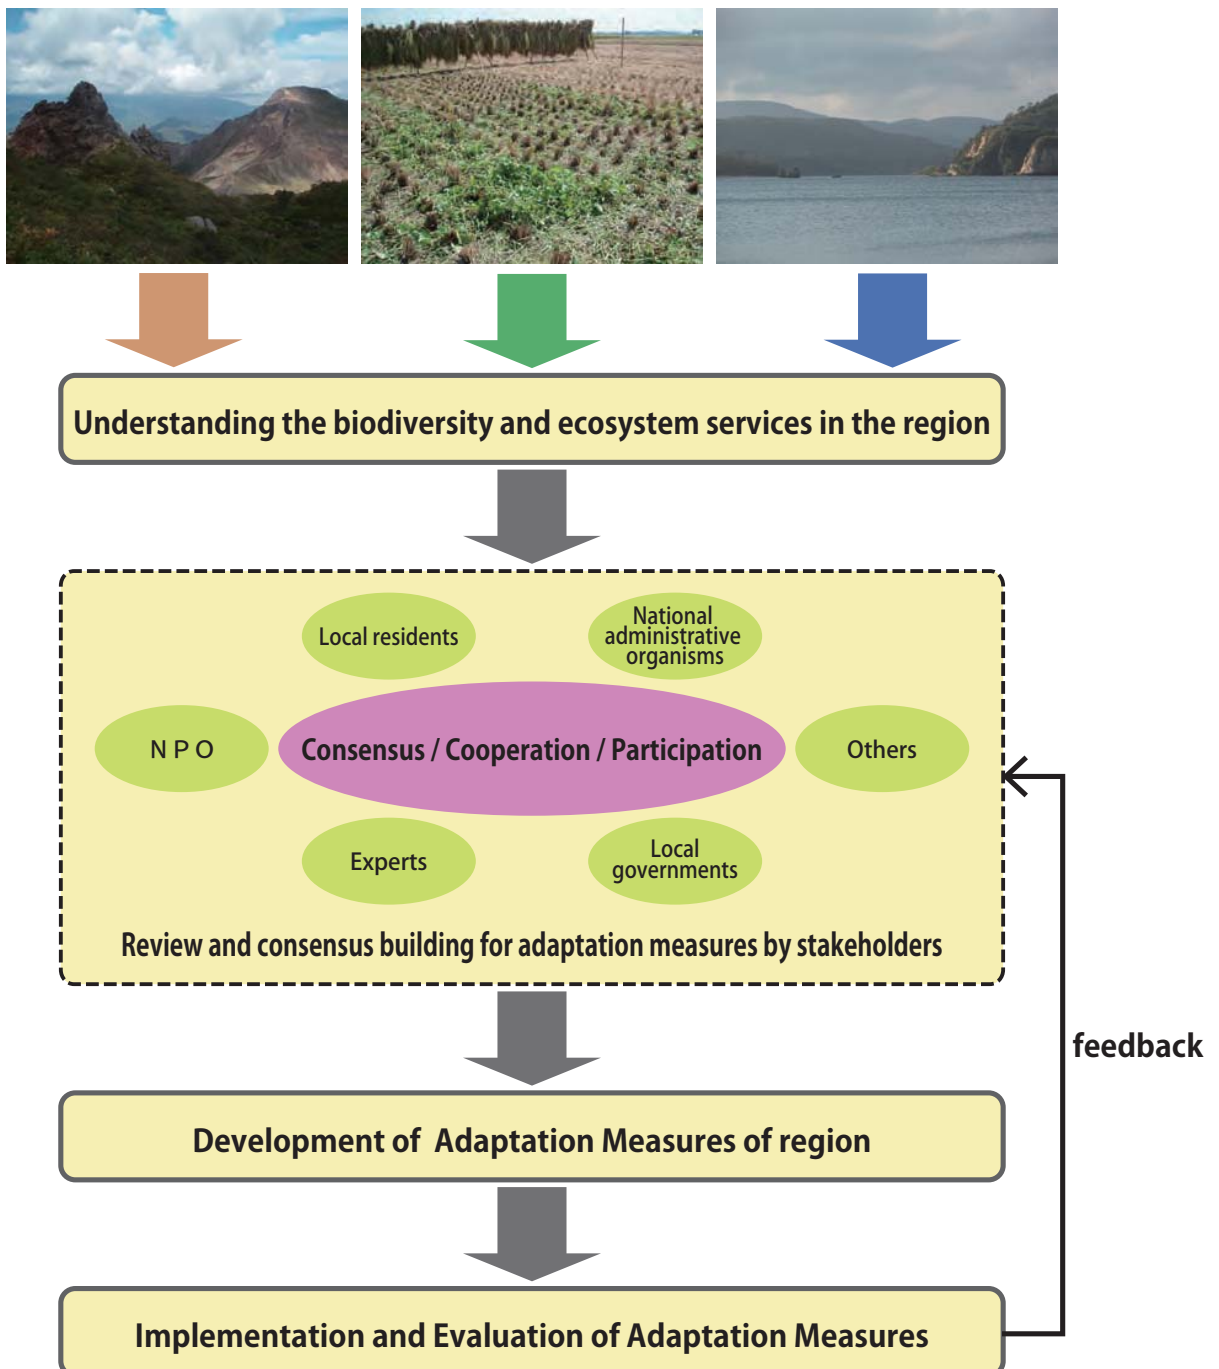 Understanding the biodiversity and ecosystem services in the region
Local residents
National
administrative
organisms
N P O
Consensus / Cooperation / Participation
Others
Experts
Local
governments
Review and consensus building for adaptation measures by stakeholders
feedback
Development of Adaptation Measures of region
Implementation and Evaluation of Adaptation Measures